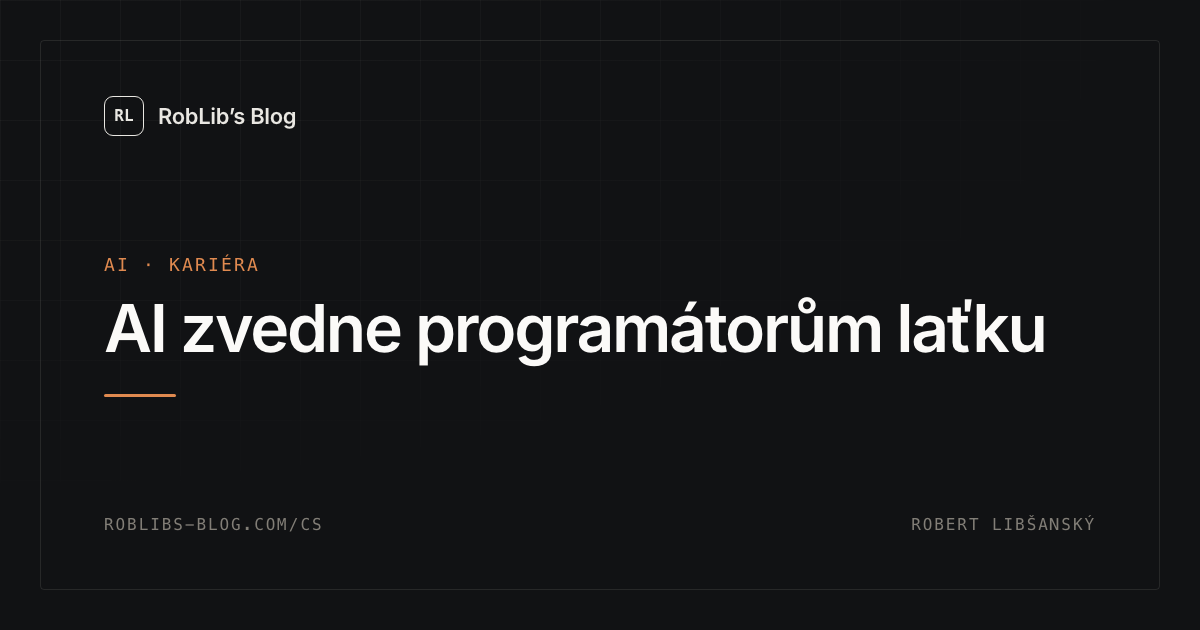 RL RobLib’s Blog
AI · KARIÉRA
AI zvedne programátorům laťku
ROBLIBS-BLOG.COM/CS
ROBERT LIBŠANSKÝ